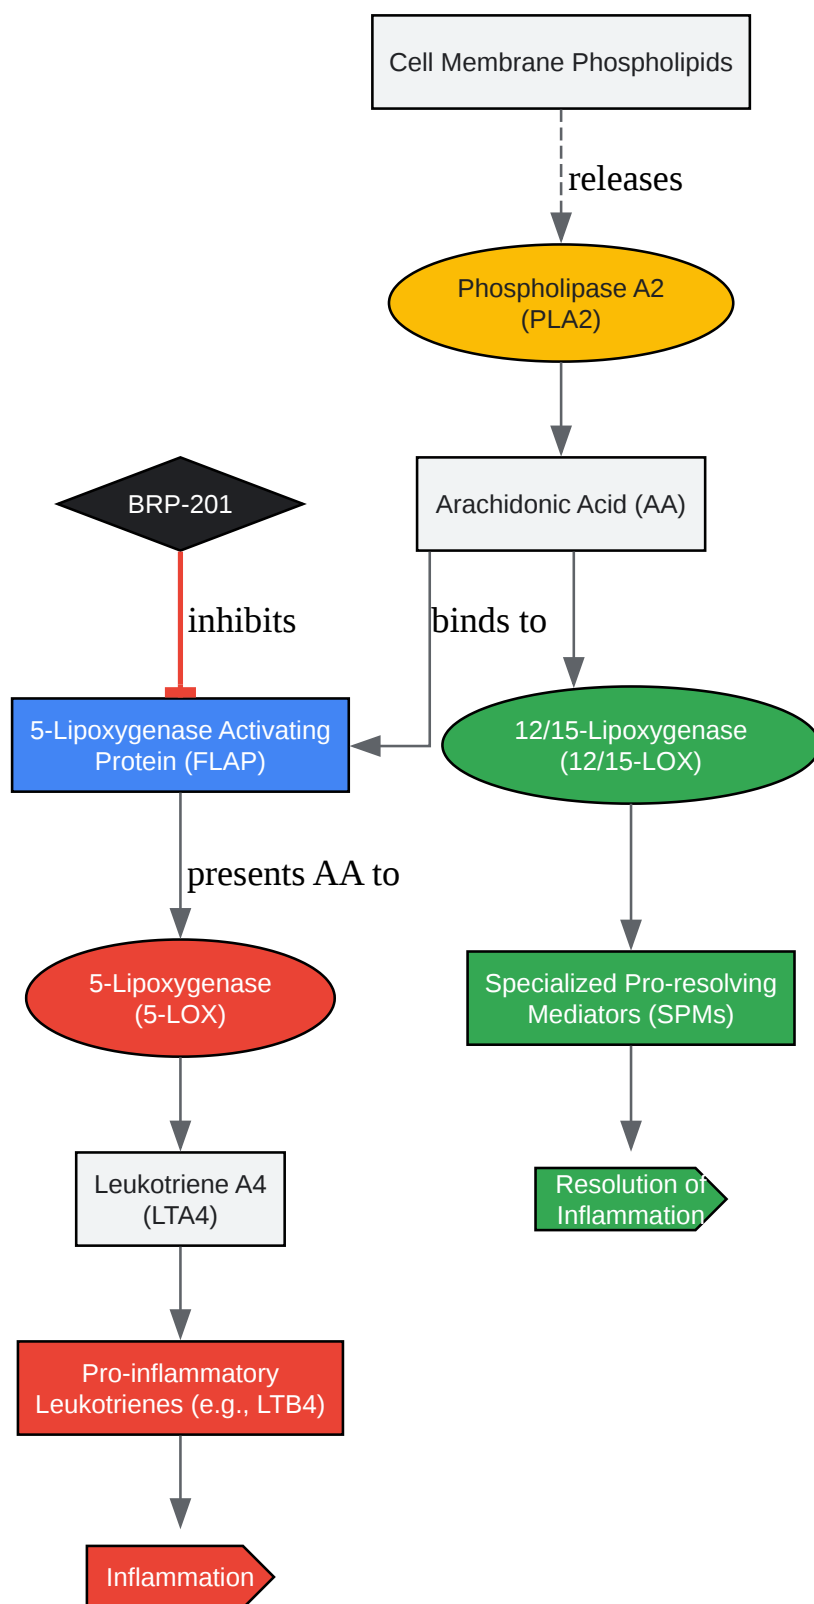 Cell Membrane Phospholipids
releases
Phospholipase A2
(PLA2)
BRP-201
Arachidonic Acid (AA)
inhibits
binds to
5-Lipoxygenase Activating
Protein (FLAP)
12/15-Lipoxygenase
(12/15-LOX)
presents AA to
5-Lipoxygenase
(5-LOX)
Specialized Pro-resolving
Mediators (SPMs)
Leukotriene A4
(LTA4)
Resolution of
Inflammation
Pro-inflammatory
Leukotrienes (e.g., LTB4)
Inflammation